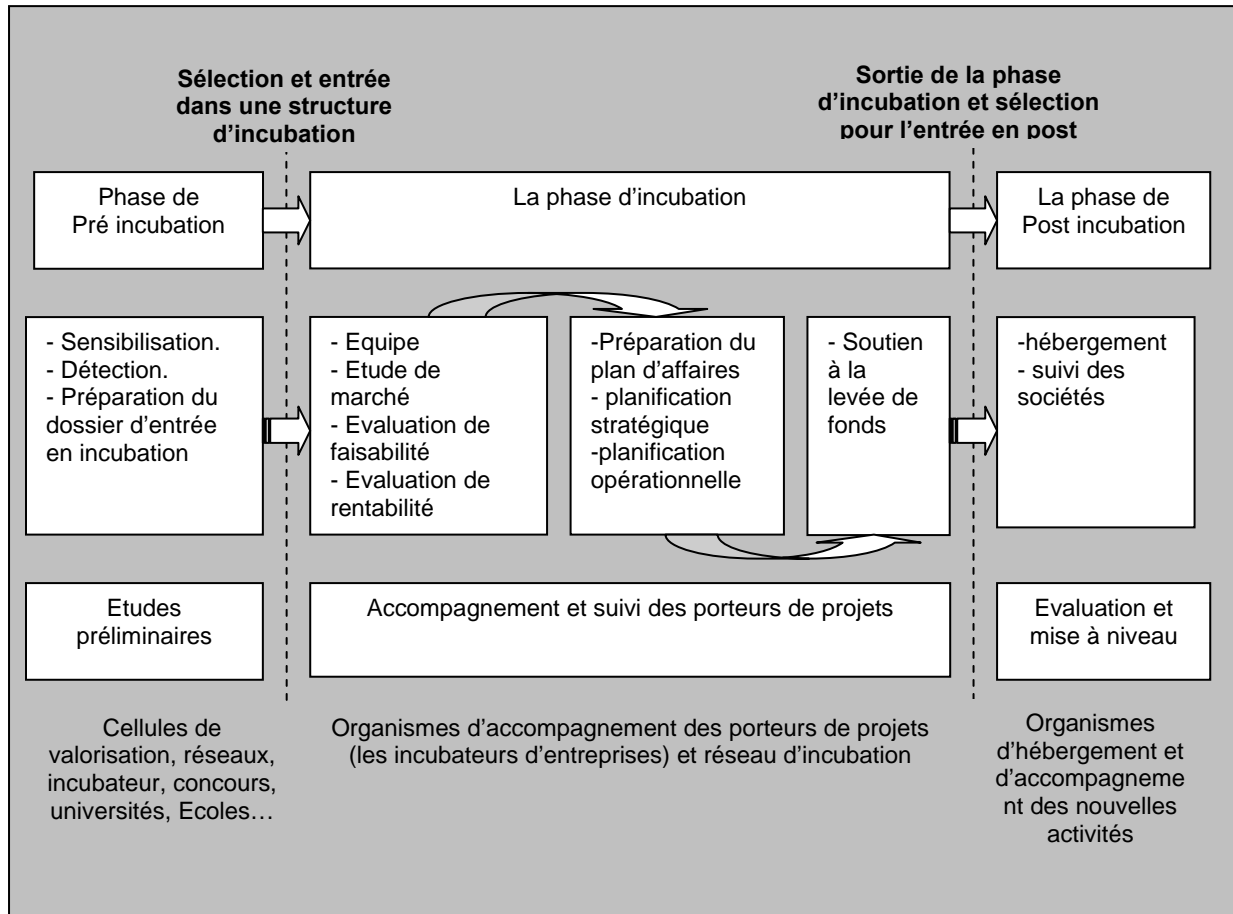 Sélection et entrée
dans une structure
d'incubation
Sortie de la phase
d'incubation et sélection
pour l'entrée en post
Phase de
Pré incubation
La phase d'incubation
La phase de
Post incubation
- Sensibilisation.
- Détection.
- Préparation du
dossier d'entrée
en incubation
- Equipe
- Etude de
marché
- Evaluation de
faisabilité
- Evaluation de
rentabilité
-Préparation du
plan d'affaires
- planification
stratégique
-planification
opérationnelle
- Soutien
à la
levée de
fonds
-hébergement
- suivi des
sociétés
Etudes
préliminaires
Accompagnement et suivi des porteurs de projets
Evaluation et
mise à niveau
Cellules de
valorisation, réseaux,
incubateur, concours,
universités, Ecoles…
Organismes d'accompagnement des porteurs de projets
(les incubateurs d'entreprises) et réseau d'incubation
Organismes
d'hébergement et
d'accompagneme
nt des nouvelles
activités